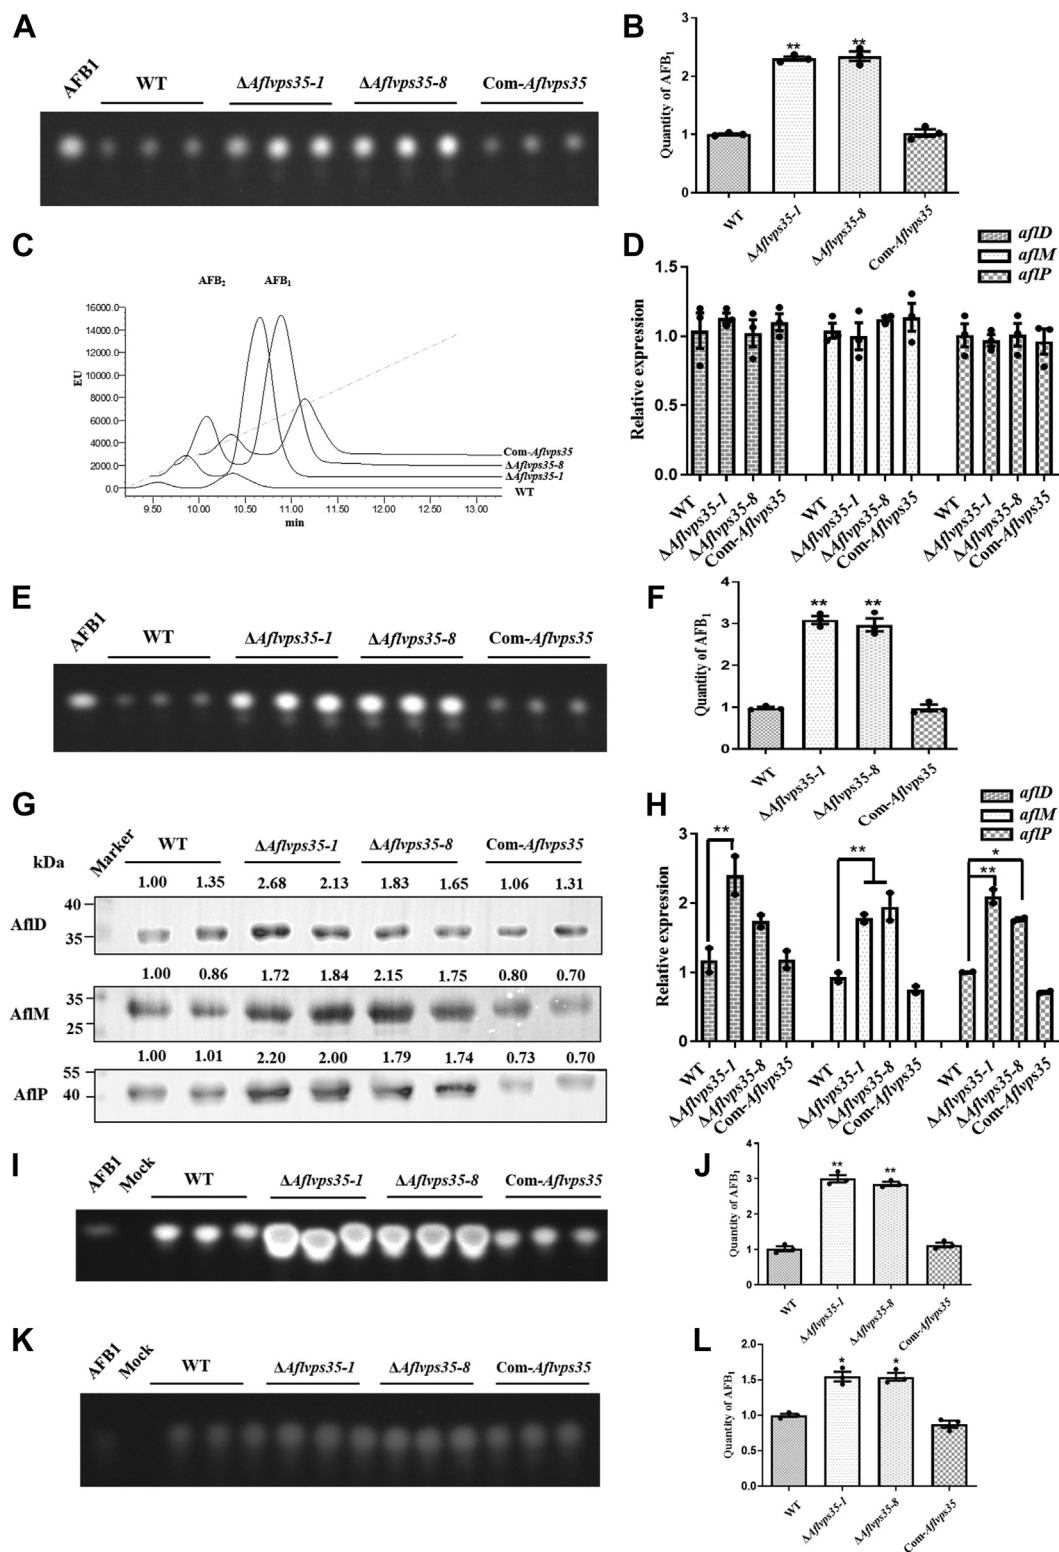 A
AFB1 WT ΔAflvps35-1 ΔAflvps35-8 Com-Aflvps35
B
Quantity of AFB1
3
2
1
0
**
**
WT
ΔAflvps35-1
ΔAflvps35-8
Com-Aflvps35
C
AFB2 AFB1
EU
16000.0
14000.0
12000.0
10000.0
8000.0
6000.0
4000.0
2000.0
0.0
9.50 10.00 10.50 11.00 11.50 12.00 12.50 13.00
min
Com-Aflvps35
ΔAflvps35-8
ΔAflvps35-1
WT
D
aflD
aflM
aflP
Relative expression
1.5
1.0
0.5
0.0
WT
ΔAflvps35-1
ΔAflvps35-8
Com-Aflvps35
WT
ΔAflvps35-1
ΔAflvps35-8
Com-Aflvps35
WT
ΔAflvps35-1
ΔAflvps35-8
Com-Aflvps35
E
AFB1 WT ΔAflvps35-1 ΔAflvps35-8 Com-Aflvps35
F
Quantity of AFB1
4
3
2
1
0
**
**
WT
ΔAflvps35-1
ΔAflvps35-8
Com-Aflvps35
G
kDa Marker WT ΔAflvps35-1 ΔAflvps35-8 Com-Aflvps35
1.00 1.35 2.68 2.13 1.83 1.65 1.06 1.31
AflD
40
35
1.00 0.86 1.72 1.84 2.15 1.75 0.80 0.70
AflM
35
25
1.00 1.01 2.20 2.00 1.79 1.74 0.73 0.70
AflP
55
40
H
aflD
aflM
aflP
Relative expression
3
2
1
0
**
**
*
**
WT
ΔAflvps35-1
ΔAflvps35-8
Com-Aflvps35
WT
ΔAflvps35-1
ΔAflvps35-8
Com-Aflvps35
WT
ΔAflvps35-1
ΔAflvps35-8
Com-Aflvps35
I
AFB1 Mock WT ΔAflvps35-1 ΔAflvps35-8 Com-Aflvps35
J
Quantity of AFB1
4
3
2
1
0
**
**
WT
ΔAflvps35-1
ΔAflvps35-8
Com-Aflvps35
K
AFB1 Mock WT ΔAflvps35-1 ΔAflvps35-8 Com-Aflvps35
L
Quantity of AFB1
2.0
1.5
1.0
0.5
0.0
*
*
WT
ΔAflvps35-1
ΔAflvps35-8
Com-Aflvps35